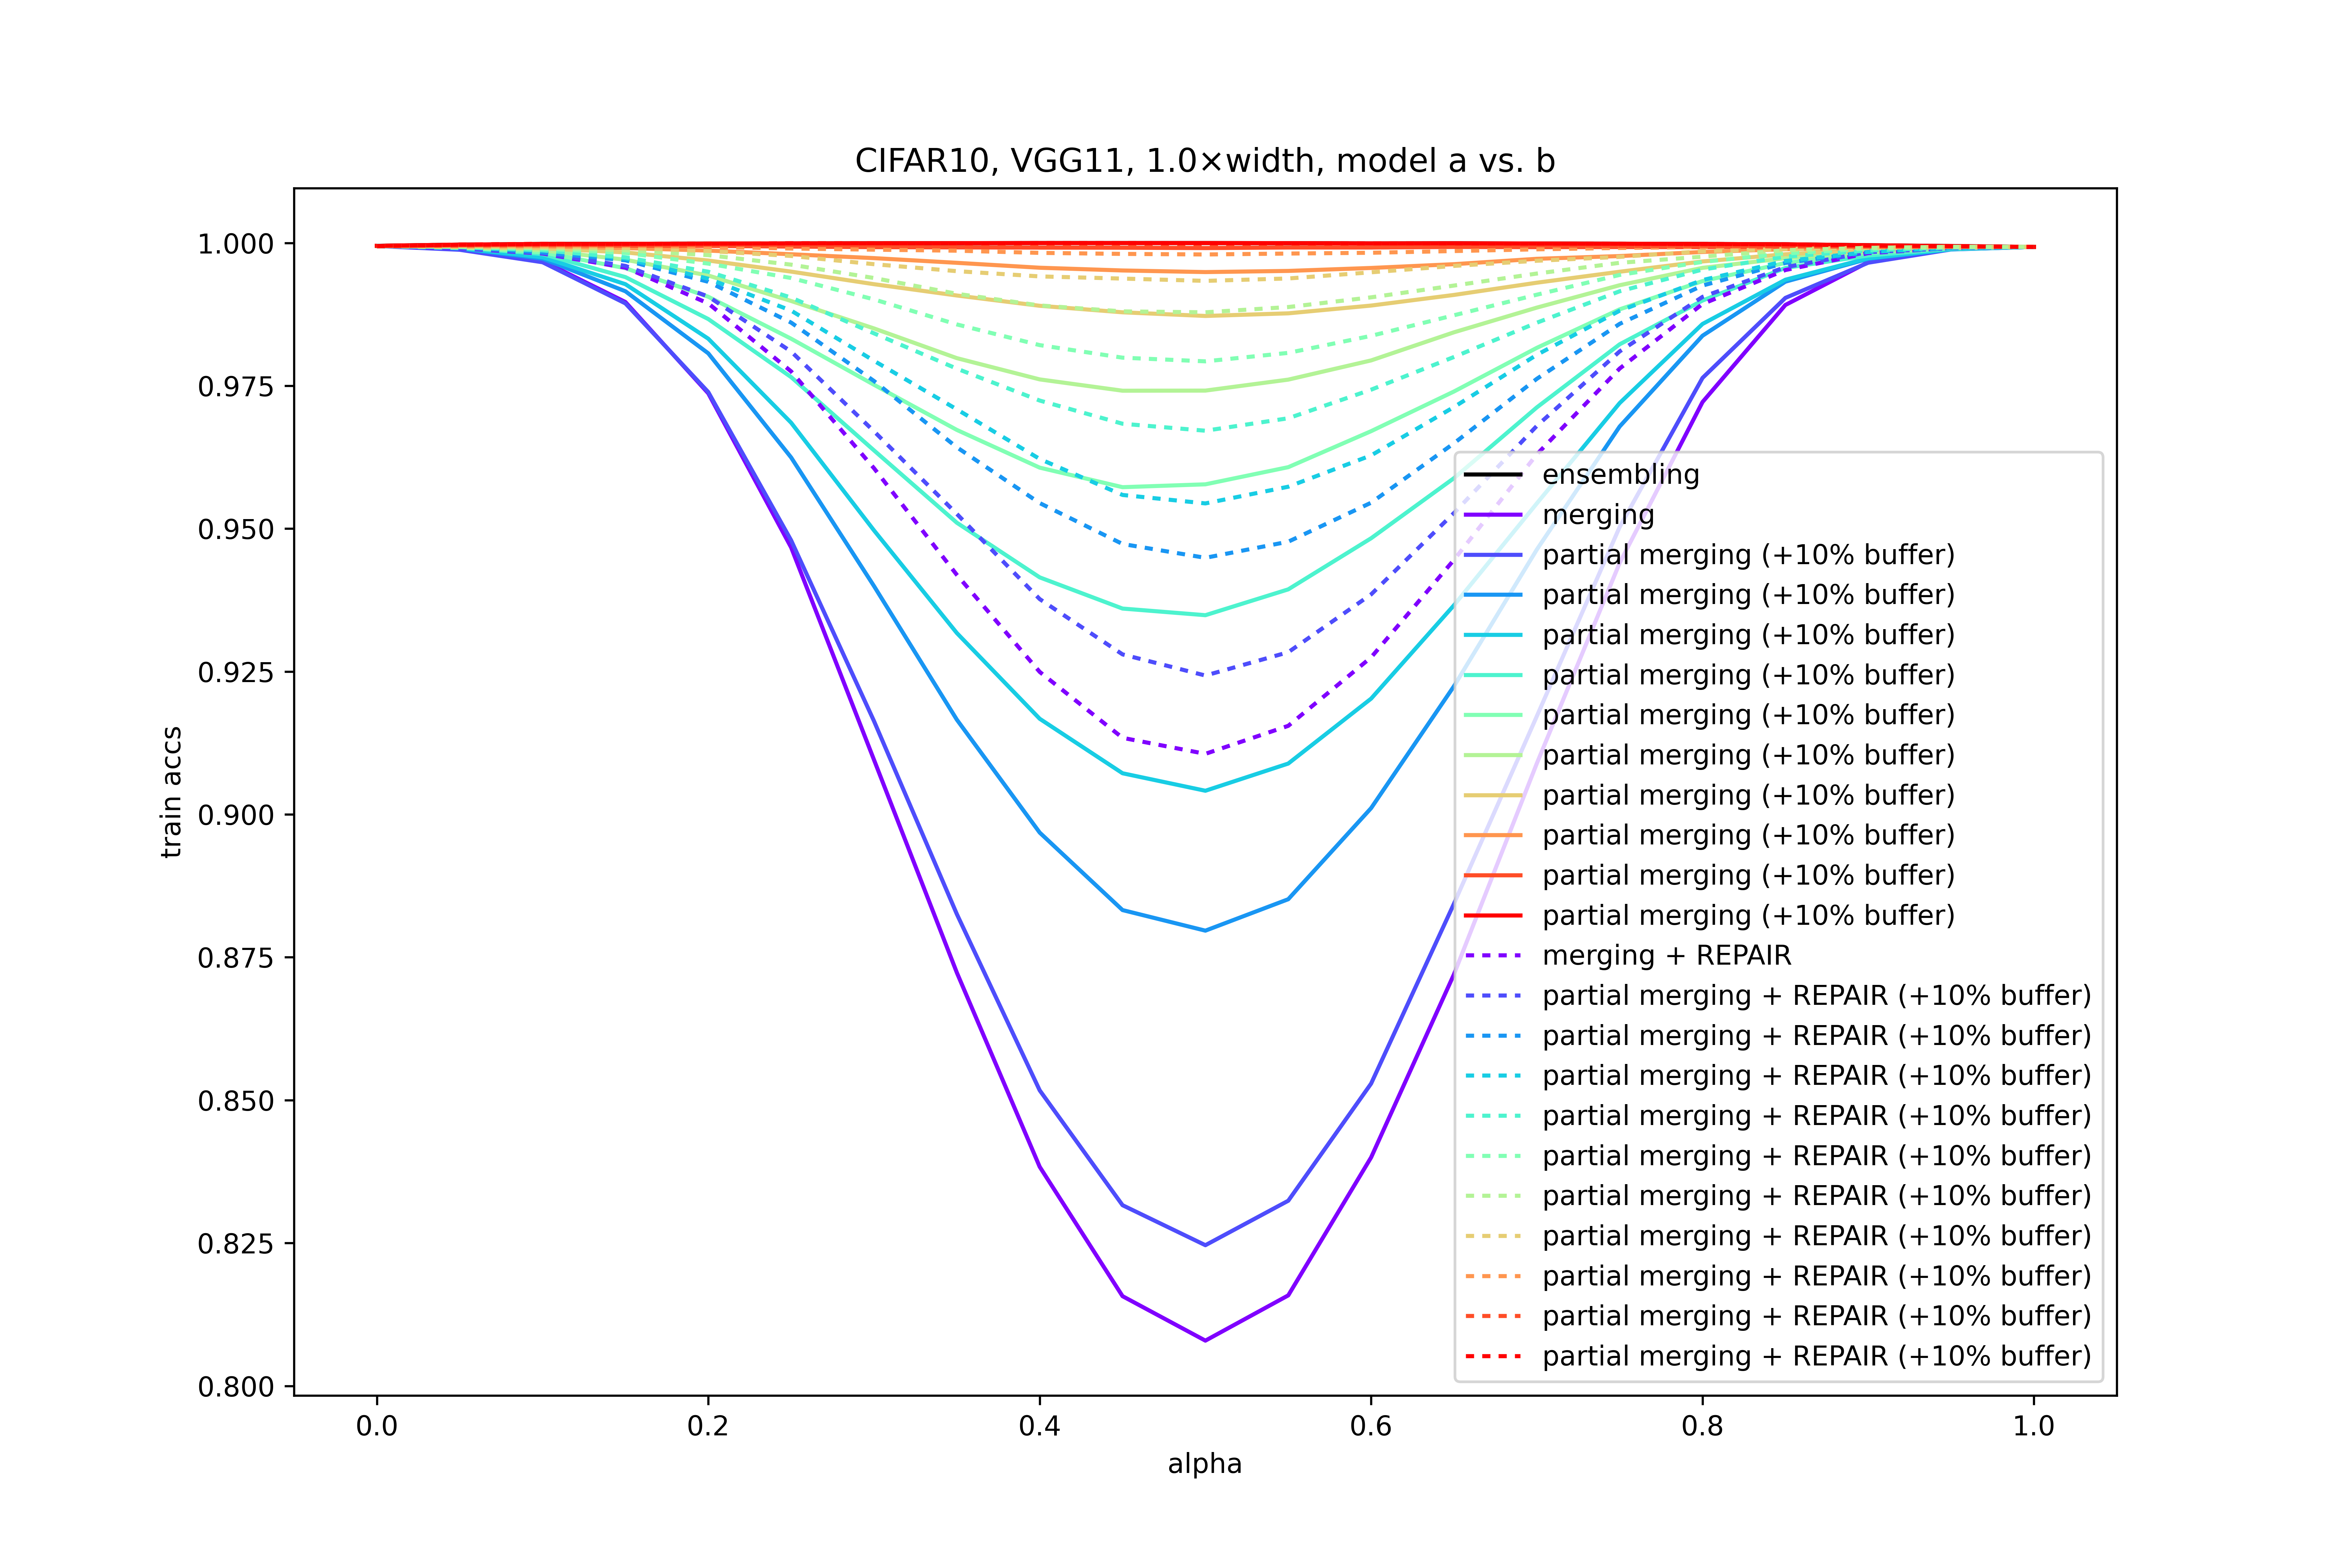 CIFAR10, VGG11, 1.0×width, model a vs. b
train accs
1.000
0.975
0.950
0.925
0.900
0.875
0.850
0.825
0.800
0.0
0.2
0.4
0.6
0.8
1.0
alpha
ensembling
merging
partial merging (+10% buffer)
partial merging (+10% buffer)
partial merging (+10% buffer)
partial merging (+10% buffer)
partial merging (+10% buffer)
partial merging (+10% buffer)
partial merging (+10% buffer)
partial merging (+10% buffer)
partial merging (+10% buffer)
partial merging (+10% buffer)
merging + REPAIR
partial merging + REPAIR (+10% buffer)
partial merging + REPAIR (+10% buffer)
partial merging + REPAIR (+10% buffer)
partial merging + REPAIR (+10% buffer)
partial merging + REPAIR (+10% buffer)
partial merging + REPAIR (+10% buffer)
partial merging + REPAIR (+10% buffer)
partial merging + REPAIR (+10% buffer)
partial merging + REPAIR (+10% buffer)
partial merging + REPAIR (+10% buffer)